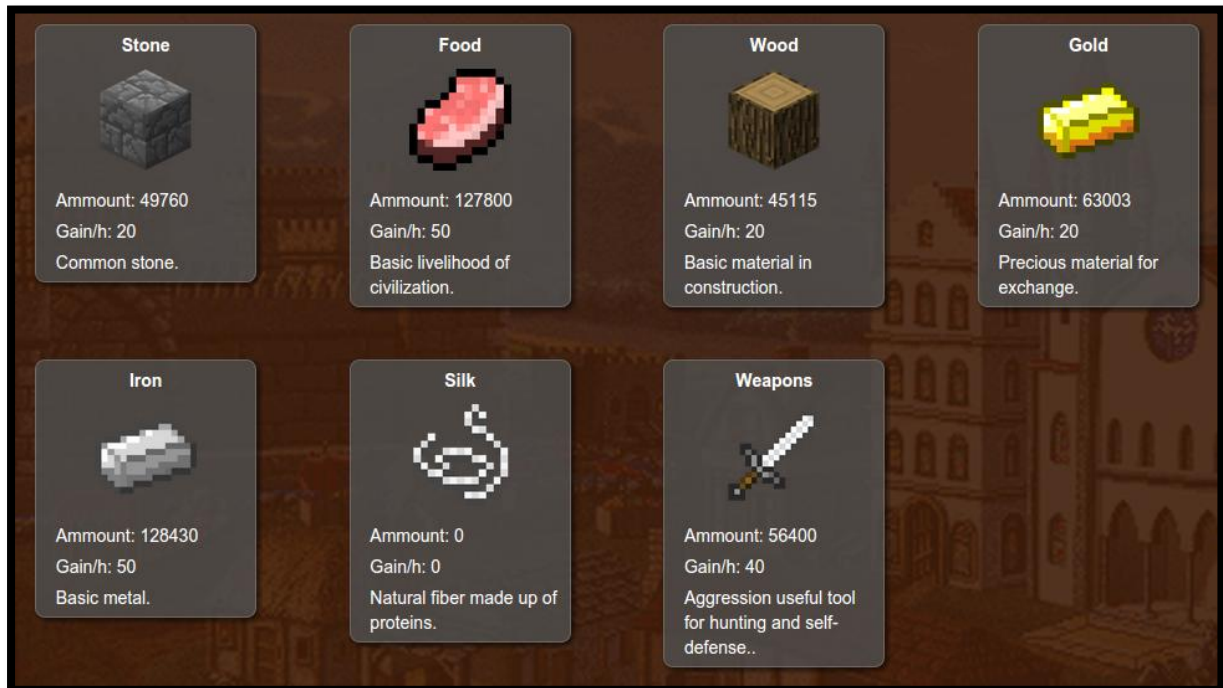 Stone
Ammount: 49760
Gain/h: 20
Common stone.
Food
Ammount: 127800
Gain/h: 50
Basic livelihood of
civilization.
Wood
Ammount: 45115
Gain/h: 20
Basic material in
construction.
Gold
Ammount: 63003
Gain/h: 20
Precious material for
exchange.
Iron
Ammount: 128430
Gain/h: 50
Basic metal.
Silk
Ammount: 0
Gain/h: 0
Natural fiber made up of
proteins.
Weapons
Ammount: 56400
Gain/h: 40
Aggression useful tool
for hunting and self-
defense..